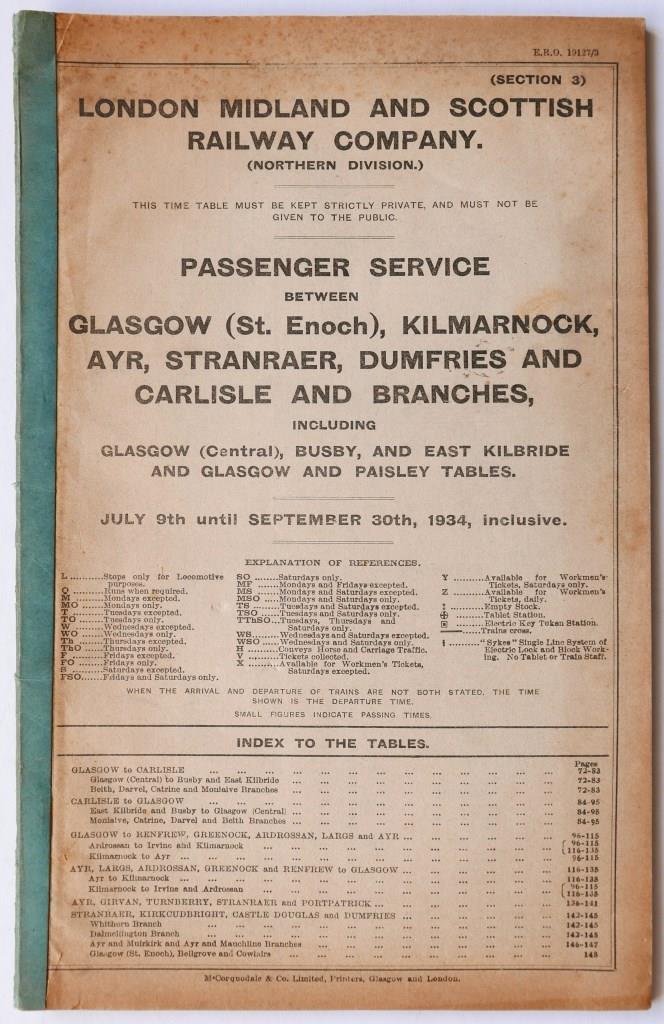 E.R.O. 19127/3
(SECTION 3)
LONDON MIDLAND AND SCOTTISH
RAILWAY COMPANY.
(NORTHERN DIVISION.)
THIS TIME TABLE MUST BE KEPT STRICTLY PRIVATE, AND MUST NOT BE
GIVEN TO THE PUBLIC.
PASSENGER SERVICE
BETWEEN
GLASGOW (St. Enoch), KILMARNOCK,
AYR, STRANRAER, DUMFRIES AND
CARLISLE AND BRANCHES,
INCLUDING
GLASGOW (Central), BUSBY, AND EAST KILBRIDE
AND GLASGOW AND PAISLEY TABLES.
JULY 9th until SEPTEMBER 30th, 1934, inclusive.
EXPLANATION OF REFERENCES.
L ..........Stops only for Locomotive
purposes.
Q ..........Runs when required.
M ..........Mondays excepted.
MO ........Mondays only.
T ..........Tuesdays excepted.
TO ........Tuesdays only.
W ..........Wednesdays excepted.
WO ........Wednesdays only.
Th ........Thursdays excepted.
ThO .......Thursdays only.
F ..........Fridays excepted.
FO ........Fridays only.
S ..........Saturdays excepted.
FSO.......Fridays and Saturdays only.
SO .......Saturdays only.
MF .......Mondays and Fridays excepted.
MS .......Mondays and Saturdays excepted.
MSO .....Mondays and Saturdays only.
TS .......Tuesdays and Saturdays excepted.
TSO .....Tuesdays and Saturdays only.
TThSO...Tuesdays, Thursdays and
Saturdays only.
WS.......Wednesdays and Saturdays excepted.
WSO .....Wednesdays and Saturdays only.
H ........Conveys Horse and Carriage Traffic.
V ........Tickets collected.
X ........Available for Workmen's Tickets,
Saturdays excepted.
Y ..........Available for Workmen's
Tickets, Saturdays only.
Z ..........Available for Workmen's
Tickets, daily.
‡ ..........Empty Stock.
⊕ ..........Tablet Station.
..........Electric Key Token Station.
—— ........Trains cross.
ƚ ..........."Sykes" Single Line System of
Electric Lock and Block Work-
ing. No Tablet or Train Staff.
WHEN THE ARRIVAL AND DEPARTURE OF TRAINS ARE NOT BOTH STATED, THE TIME
SHOWN IS THE DEPARTURE TIME.
SMALL FIGURES INDICATE PASSING TIMES.
INDEX TO THE TABLES.
Pages
GLASGOW to CARLISLE ... 72-83
Glasgow (Central) to Busby and East Kilbride ... 72-83
Beith, Darvel, Catrine and Moniaive Branches ... 72-83
CARLISLE to GLASGOW ... 84-95
East Kilbride and Busby to Glasgow (Central) ... 84-95
Moniaive, Catrine, Darvel and Beith Branches ... 84-95
GLASGOW to RENFREW, GREENOCK, ARDROSSAN, LARGS and AYR ... 96-115
Ardrossan to Irvine and Kilmarnock ... { 96-115
{ 116-135
Kilmarnock to Ayr ... 96-115
AYR, LARGS, ARDROSSAN, GREENOCK and RENFREW to GLASGOW ... 116-135
Ayr to Kilmarnock ... 116-135
Kilmarnock to Irvine and Ardrossan ... { 96-115
{ 116-135
AYR, GIRVAN, TURNBERRY, STRANRAER and PORTPATRICK ... 136-141
STRANRAER, KIRKCUDBRIGHT, CASTLE DOUGLAS and DUMFRIES ... 142-145
Whithorn Branch ... 142-145
Dalmellington Branch ... 142-145
Ayr and Muirkirk and Ayr and Mauchline Branches ... 146-147
Glasgow (St. Enoch), Bellgrove and Cowlairs ... 148
McCorquodale & Co. Limited, Printers, Glasgow and London.